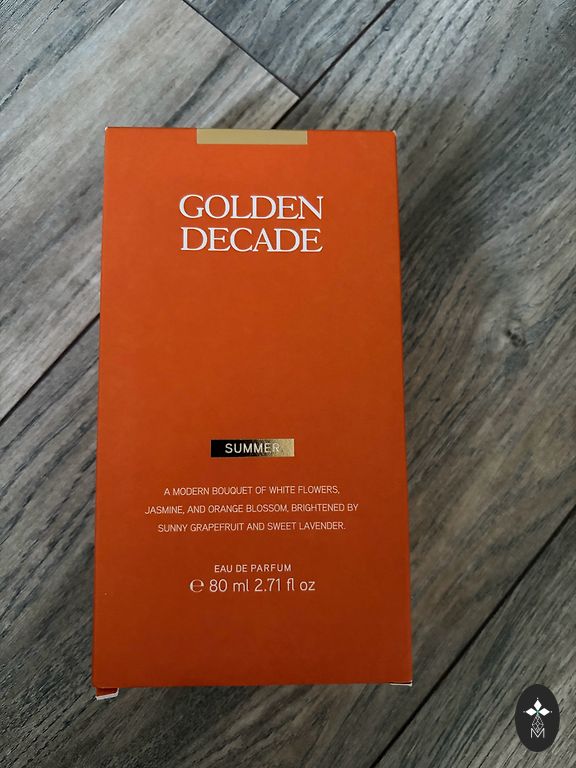 GOLDEN
DECADE
SUMMER
A MODERN BOUQUET OF WHITE FLOWERS,
JASMINE, AND ORANGE BLOSSOM, BRIGHTENED BY
SUNNY GRAPEFRUIT AND SWEET LAVENDER.
EAU DE PARFUM
℮ 80 ml 2.71 fl oz
M